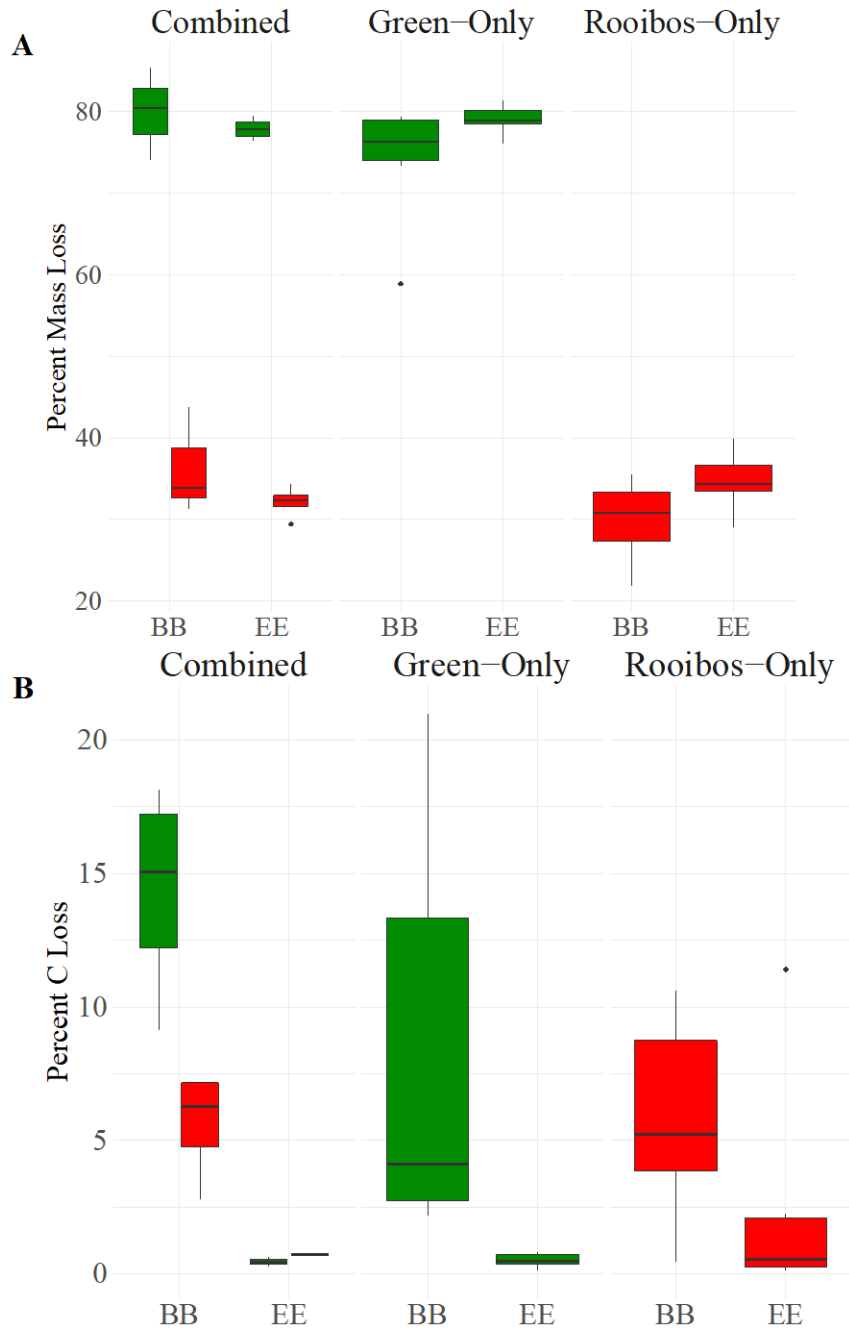 A
Combined Green−Only Rooibos−Only
Percent Mass Loss
80
60
40
20
BB EE BB EE BB EE
B
Combined Green−Only Rooibos−Only
Percent C Loss
20
15
10
5
0
BB EE BB EE BB EE